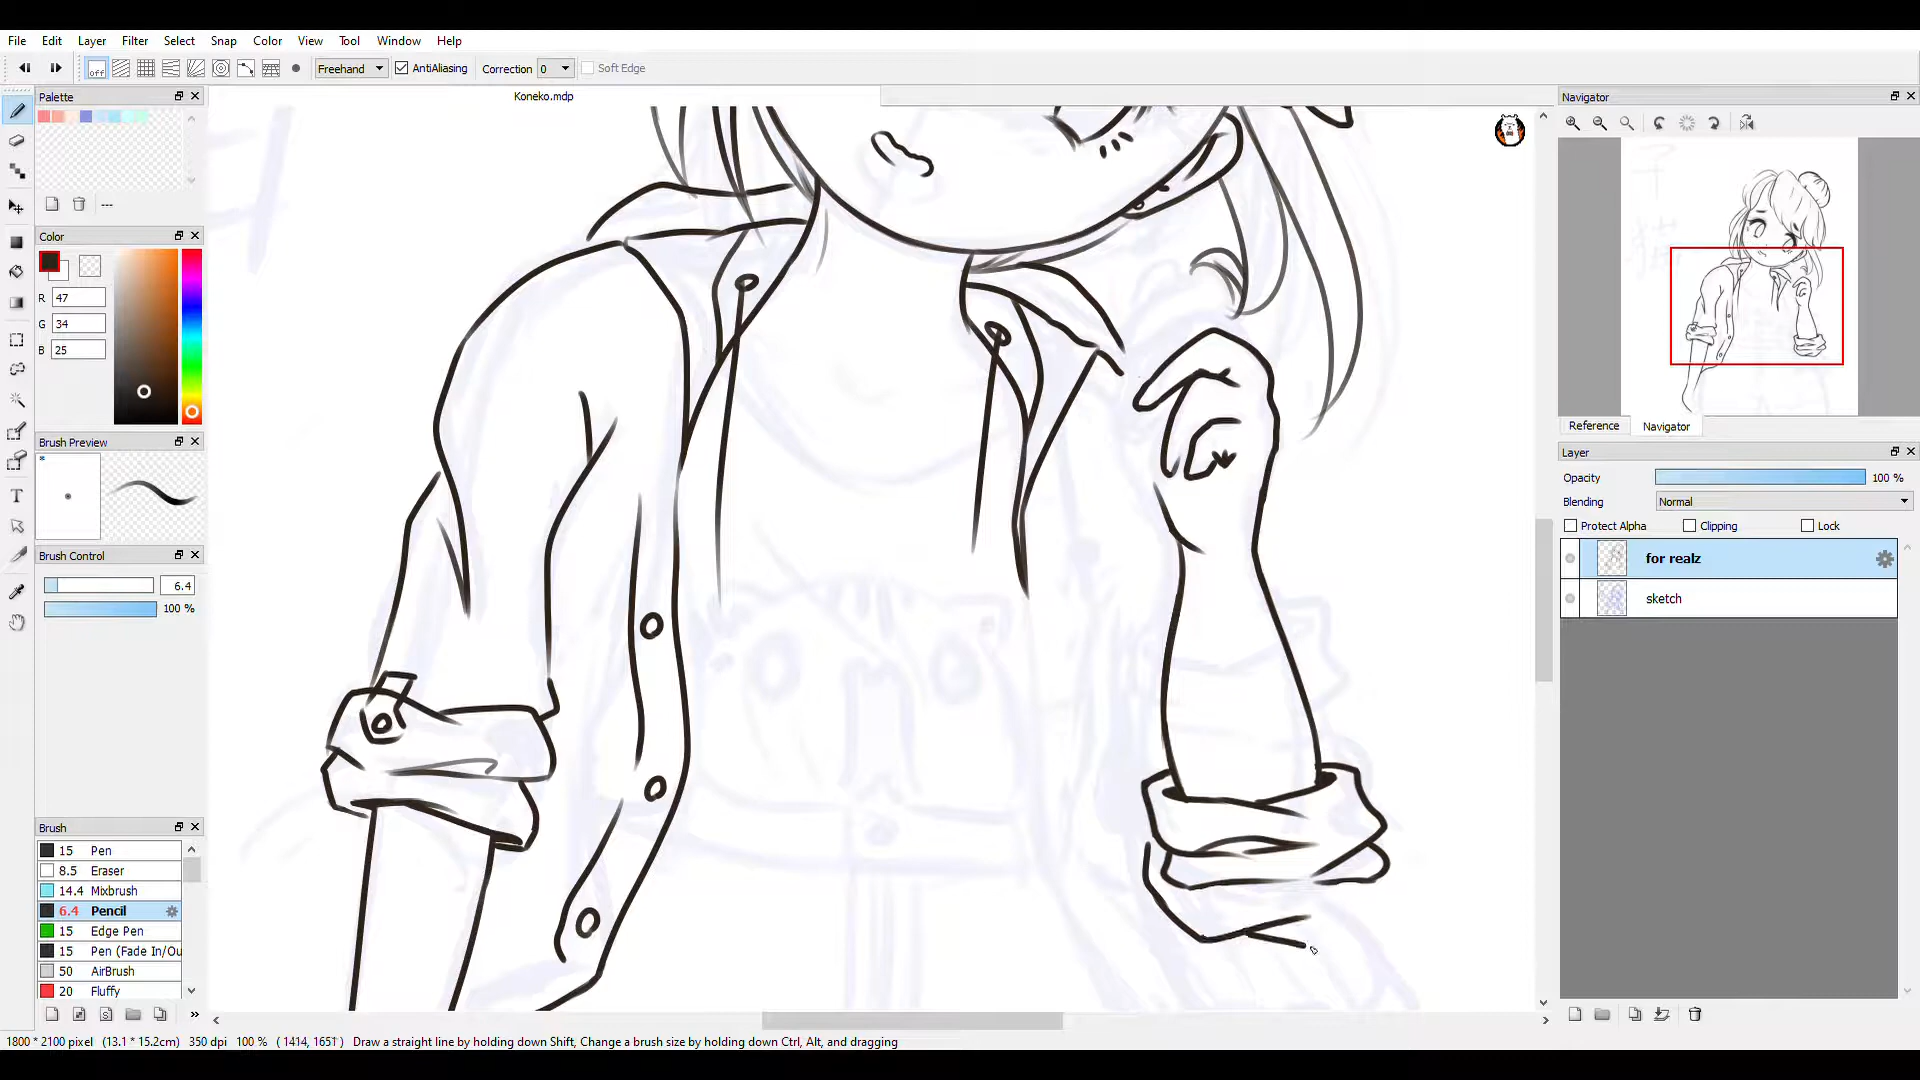 File Edit Layer Filter Select Snap Color View Tool Window Help
off Freehand AntiAliasing Correction 0 Soft Edge
Palette
Koneko.mdp
Navigator
---
Color
R 47
G 34
B 25
Reference Navigator
Brush Preview
Layer
Opacity 100 %
Blending Normal
Protect Alpha Clipping Lock
for realz
sketch
Brush Control
6.4
100 %
Brush
15 Pen
8.5 Eraser
14.4 Mixbrush
6.4 Pencil
15 Edge Pen
15 Pen (Fade In/Ou
50 AirBrush
20 Fluffy
1800 * 2100 pixel (13.1 * 15.2cm) 350 dpi 100 % ( 1414, 1651 ) Draw a straight line by holding down Shift, Change a brush size by holding down Ctrl, Alt, and dragging